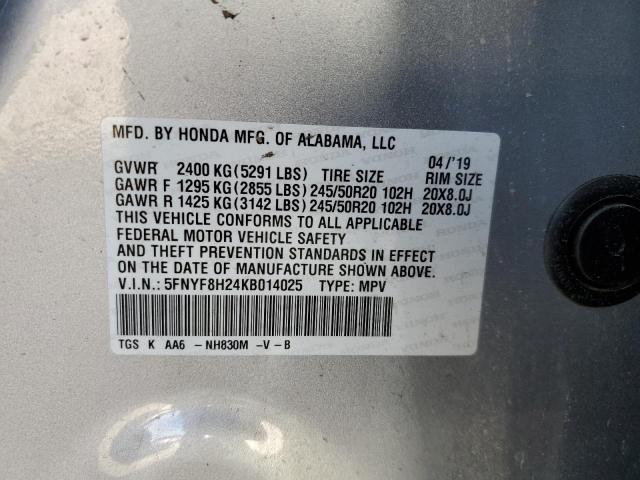 MFD. BY HONDA MFG. OF ALABAMA, LLC
04/'19
GVWR 2400 KG(5291 LBS) TIRE SIZE RIM SIZE
GAWR F 1295 KG(2855 LBS)245/50R20 102H 20X8.0J
GAWR R 1425 KG(3142 LBS)245/50R20 102H 20X8.0J
THIS VEHICLE CONFORMS TO ALL APPLICABLE
FEDERAL MOTOR VEHICLE SAFETY
AND THEFT PREVENTION STANDARDS IN EFFECT
ON THE DATE OF MANUFACTURE SHOWN ABOVE.
V.I.N.: 5FNYF8H24KB014025 TYPE: MPV
TGS K AA6 -NH830M -V-B